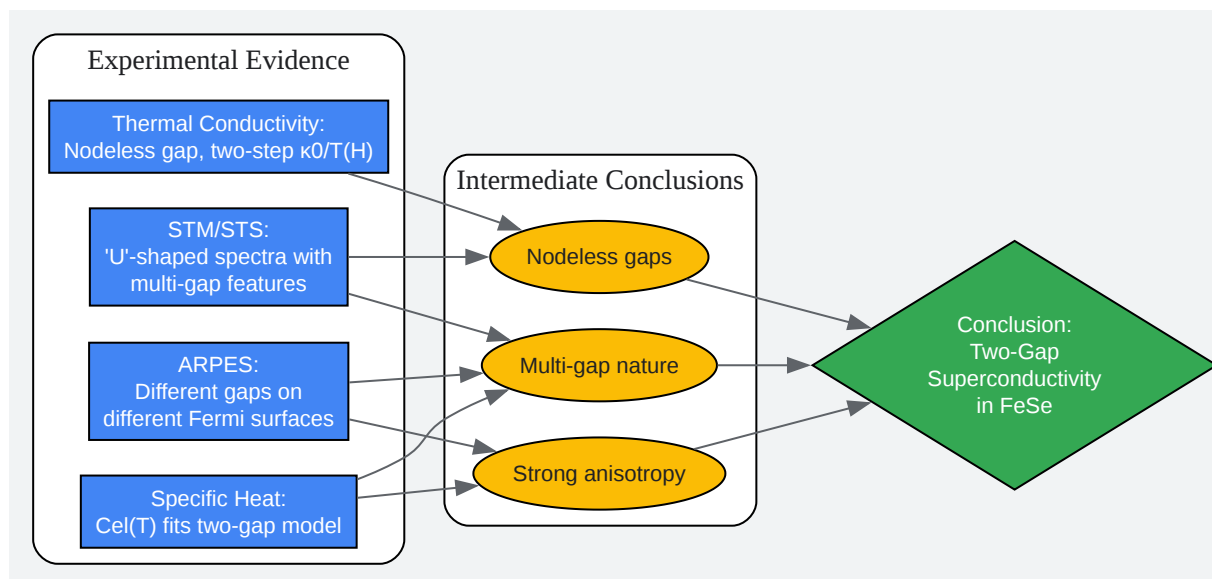 Experimental Evidence
Thermal Conductivity:
Nodeless gap, two-step κ0/T(H)
STM/STS:
'U'-shaped spectra with
multi-gap features
ARPES:
Different gaps on
different Fermi surfaces
Specific Heat:
Cel(T) fits two-gap model
Intermediate Conclusions
Nodeless gaps
Multi-gap nature
Strong anisotropy
Conclusion:
Two-Gap
Superconductivity
in FeSe